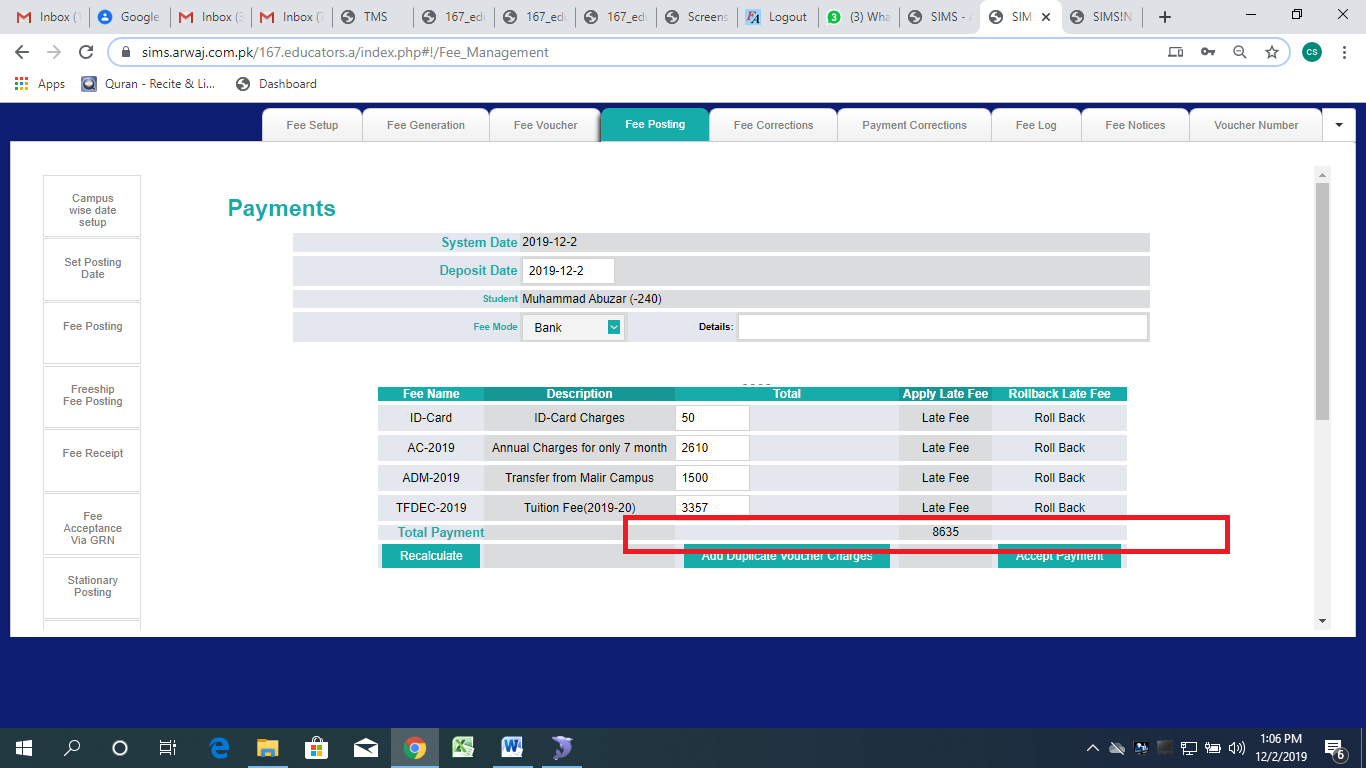 Inbox (
Google
Inbox (3
Inbox (7
TMS
167_edu
167_edu
167_edu
Screens
Logout
(3) Wha
SIMS - A
SIM
SIMS!N
sims.arwaj.com.pk/167.educators.a/index.php#!/Fee_Management
CS
Apps
Quran - Recite & Li...
Dashboard
Fee Setup
Fee Generation
Fee Voucher
Fee Posting
Fee Corrections
Payment Corrections
Fee Log
Fee Notices
Voucher Number
Campus
wise date
setup
Set Posting
Date
Fee Posting
Freeship
Fee Posting
Fee Receipt
Fee
Acceptance
Via GRN
Stationary
Posting
Payments
System Date 2019-12-2
Deposit Date 2019-12-2
Student Muhammad Abuzar (-240)
Fee Mode Bank Details:
Fee Name Description Total Apply Late Fee Rollback Late Fee
ID-Card ID-Card Charges 50 Late Fee Roll Back
AC-2019 Annual Charges for only 7 month 2610 Late Fee Roll Back
ADM-2019 Transfer from Malir Campus 1500 Late Fee Roll Back
TFDEC-2019 Tuition Fee(2019-20) 3357 Late Fee Roll Back
Total Payment 8635
Recalculate Add Duplicate Voucher Charges Accept Payment
1:06 PM
12/2/2019
6